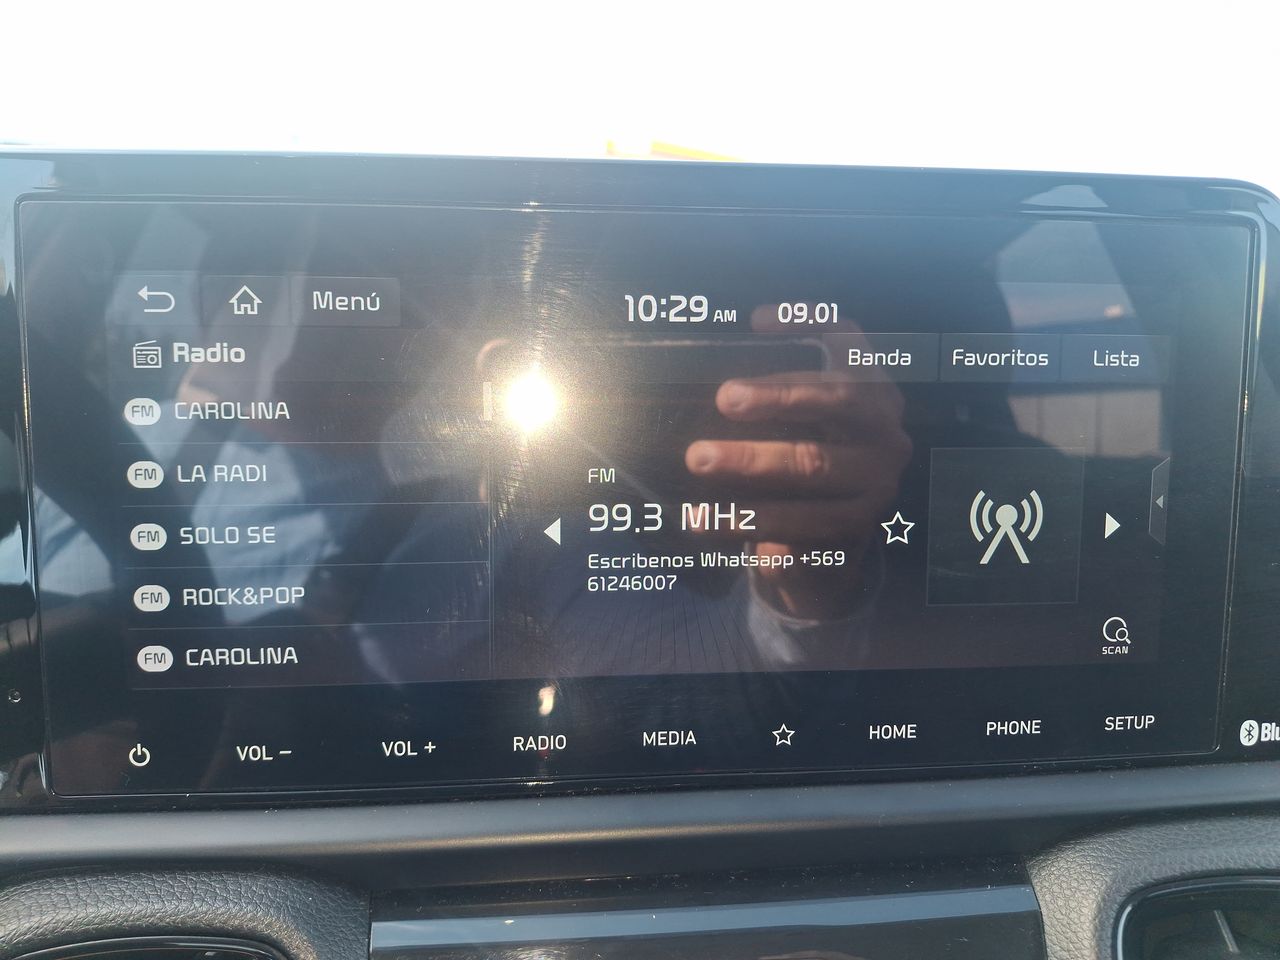 Menú
10:29 AM 09.01
Radio
Banda
Favoritos
Lista
FM CAROLINA
FM LA RADI
FM SOLO SE
FM ROCK&POP
FM CAROLINA
FM
99.3 MHz
Escribenos Whatsapp +569
61246007
SCAN
VOL −
VOL +
RADIO
MEDIA
HOME
PHONE
SETUP